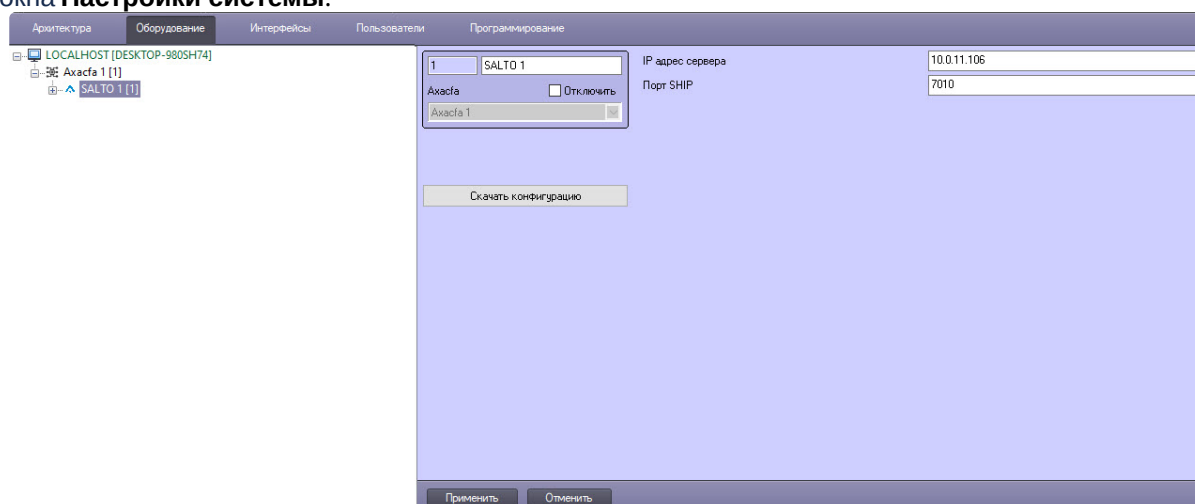 окна Настройки системы.
Архитектура Оборудование Интерфейсы Пользователи Программирование
LOCALHOST [DESKTOP-980SH74]
Axacfa 1 [1]
SALTO 1 [1]
1 SALTO 1
Axacfa Отключить
Axacfa 1
Скачать конфигурацию
IP адрес сервера 10.0.11.106
Порт SHIP 7010
Применить Отменить